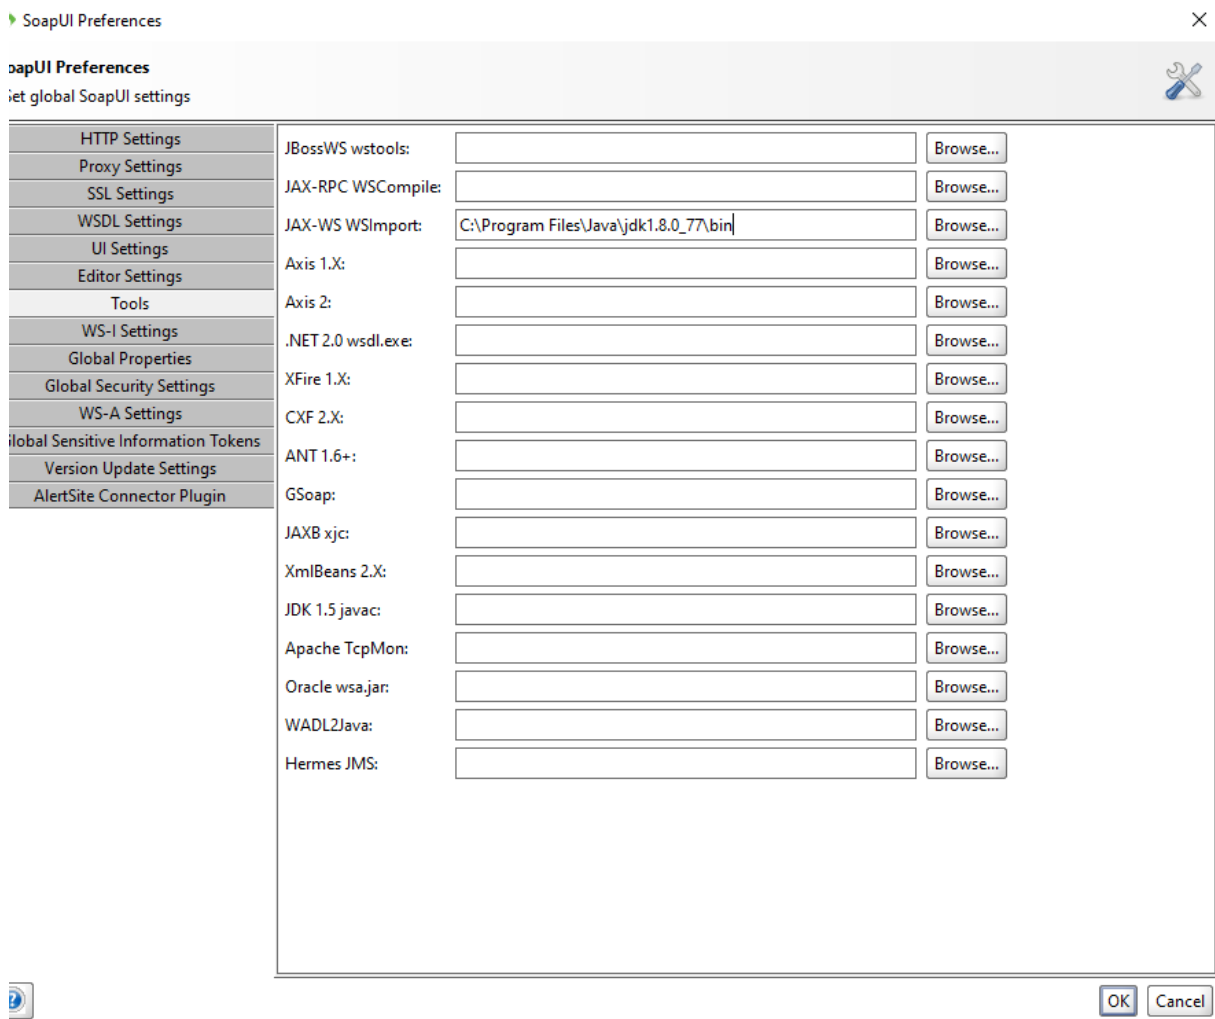 SoapUI Preferences
oapUI Preferences
Set global SoapUI settings
HTTP Settings
Proxy Settings
SSL Settings
WSDL Settings
UI Settings
Editor Settings
Tools
WS-I Settings
Global Properties
Global Security Settings
WS-A Settings
Global Sensitive Information Tokens
Version Update Settings
AlertSite Connector Plugin
JBossWS wstools: Browse...
JAX-RPC WSCompile: Browse...
JAX-WS WSImport: C:\Program Files\Java\jdk1.8.0_77\bin Browse...
Axis 1.X: Browse...
Axis 2: Browse...
.NET 2.0 wsdl.exe: Browse...
XFire 1.X: Browse...
CXF 2.X: Browse...
ANT 1.6+: Browse...
GSoap: Browse...
JAXB xjc: Browse...
XmlBeans 2.X: Browse...
JDK 1.5 javac: Browse...
Apache TcpMon: Browse...
Oracle wsa.jar: Browse...
WADL2Java: Browse...
Hermes JMS: Browse...
?
OK Cancel